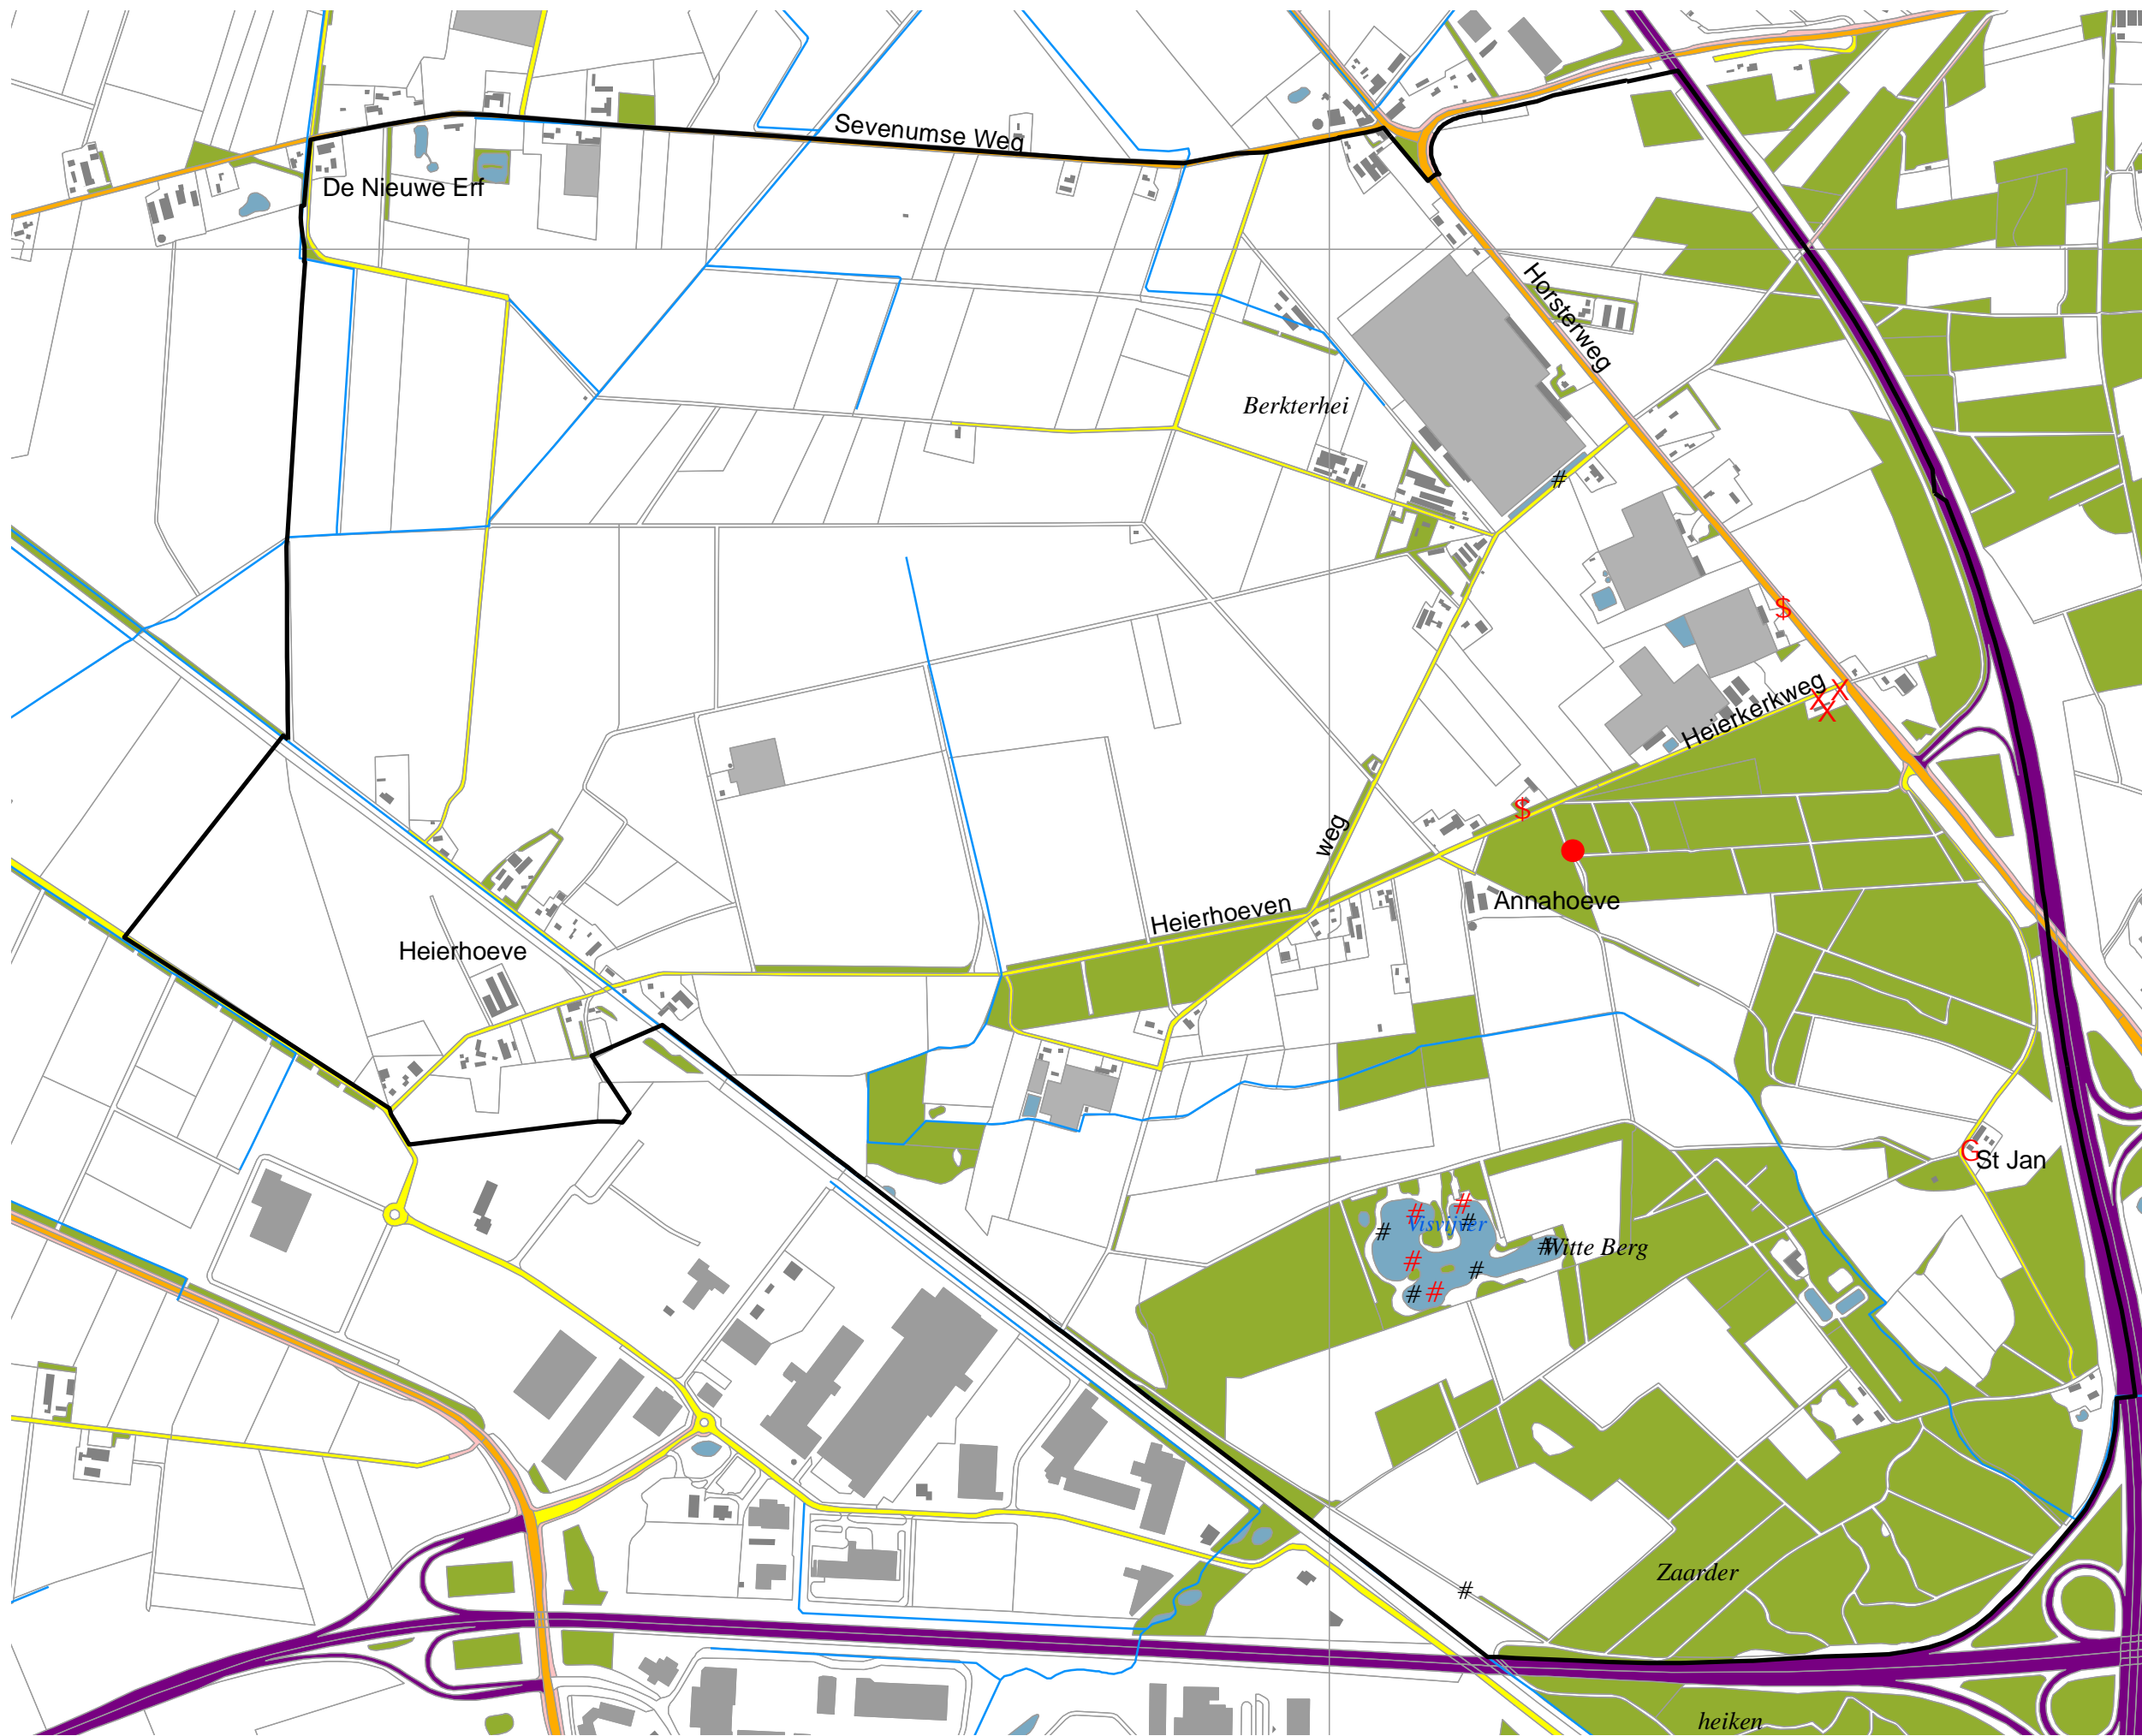 Sevenumse Weg
De Nieuwe Erf
Horsterweg
Berkterhei
#
$
Heierkerkweg
X
X
X
$
weg
Annahoeve
Heierhoeven
Heierhoeve
G
St Jan
#
#
#
#
Visvijver
#
Witte Berg
#
#
#
#
#
Zaarder
heiken